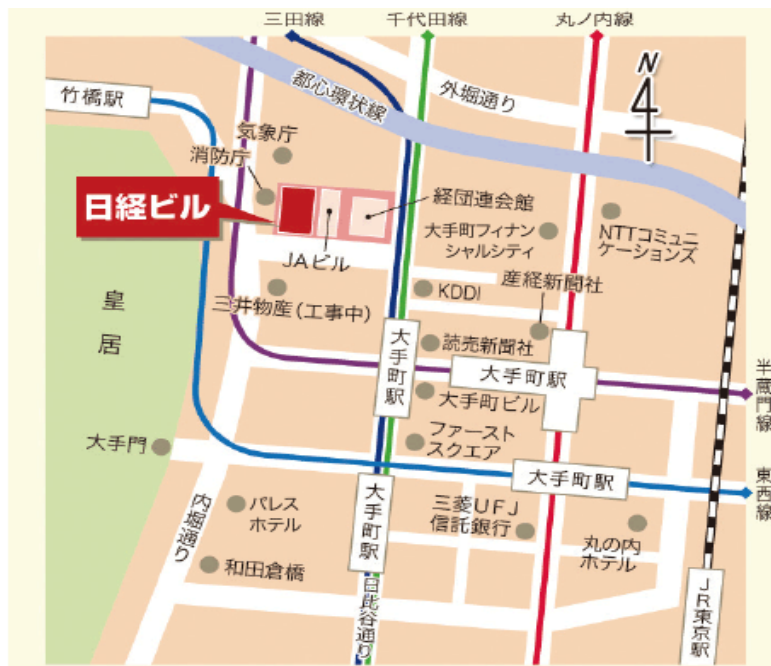 三田線
千代田線
丸ノ内線
N
竹橋駅
都心環状線
外堀通り
気象庁
消防庁
日経ビル
経団連会館
大手町フィナン
シャルシティ
NTTコミュニ
ケーションズ
JAビル
皇居
三井物産(工事中)
KDDI
産経新聞社
大手町駅
読売新聞社
大手町駅
半蔵門線
大手町ビル
大手門
ファースト
スクエア
大手町駅
東西線
内堀通り
パレス
ホテル
大手町駅
三菱UFJ
信託銀行
丸の内
ホテル
和田倉橋
日比谷通り
JR東京駅